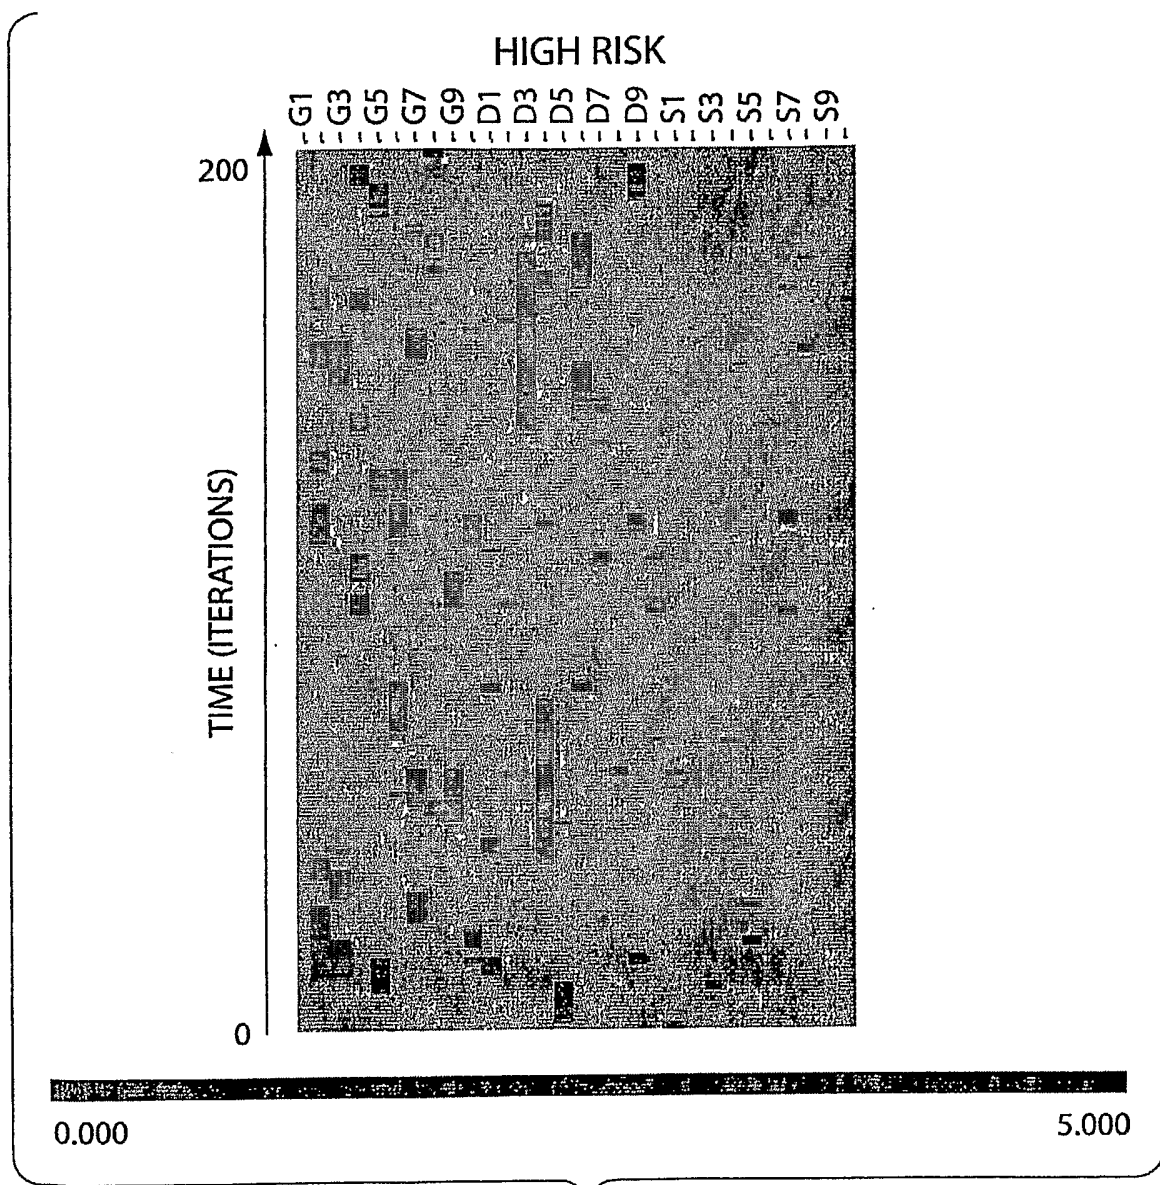 HIGH RISK
G1 G3 G5 G7 G9 D1 D3 D5 D7 D9 S1 S3 S5 S7 S9
200
TIME (ITERATIONS)
0
0.000 5.000